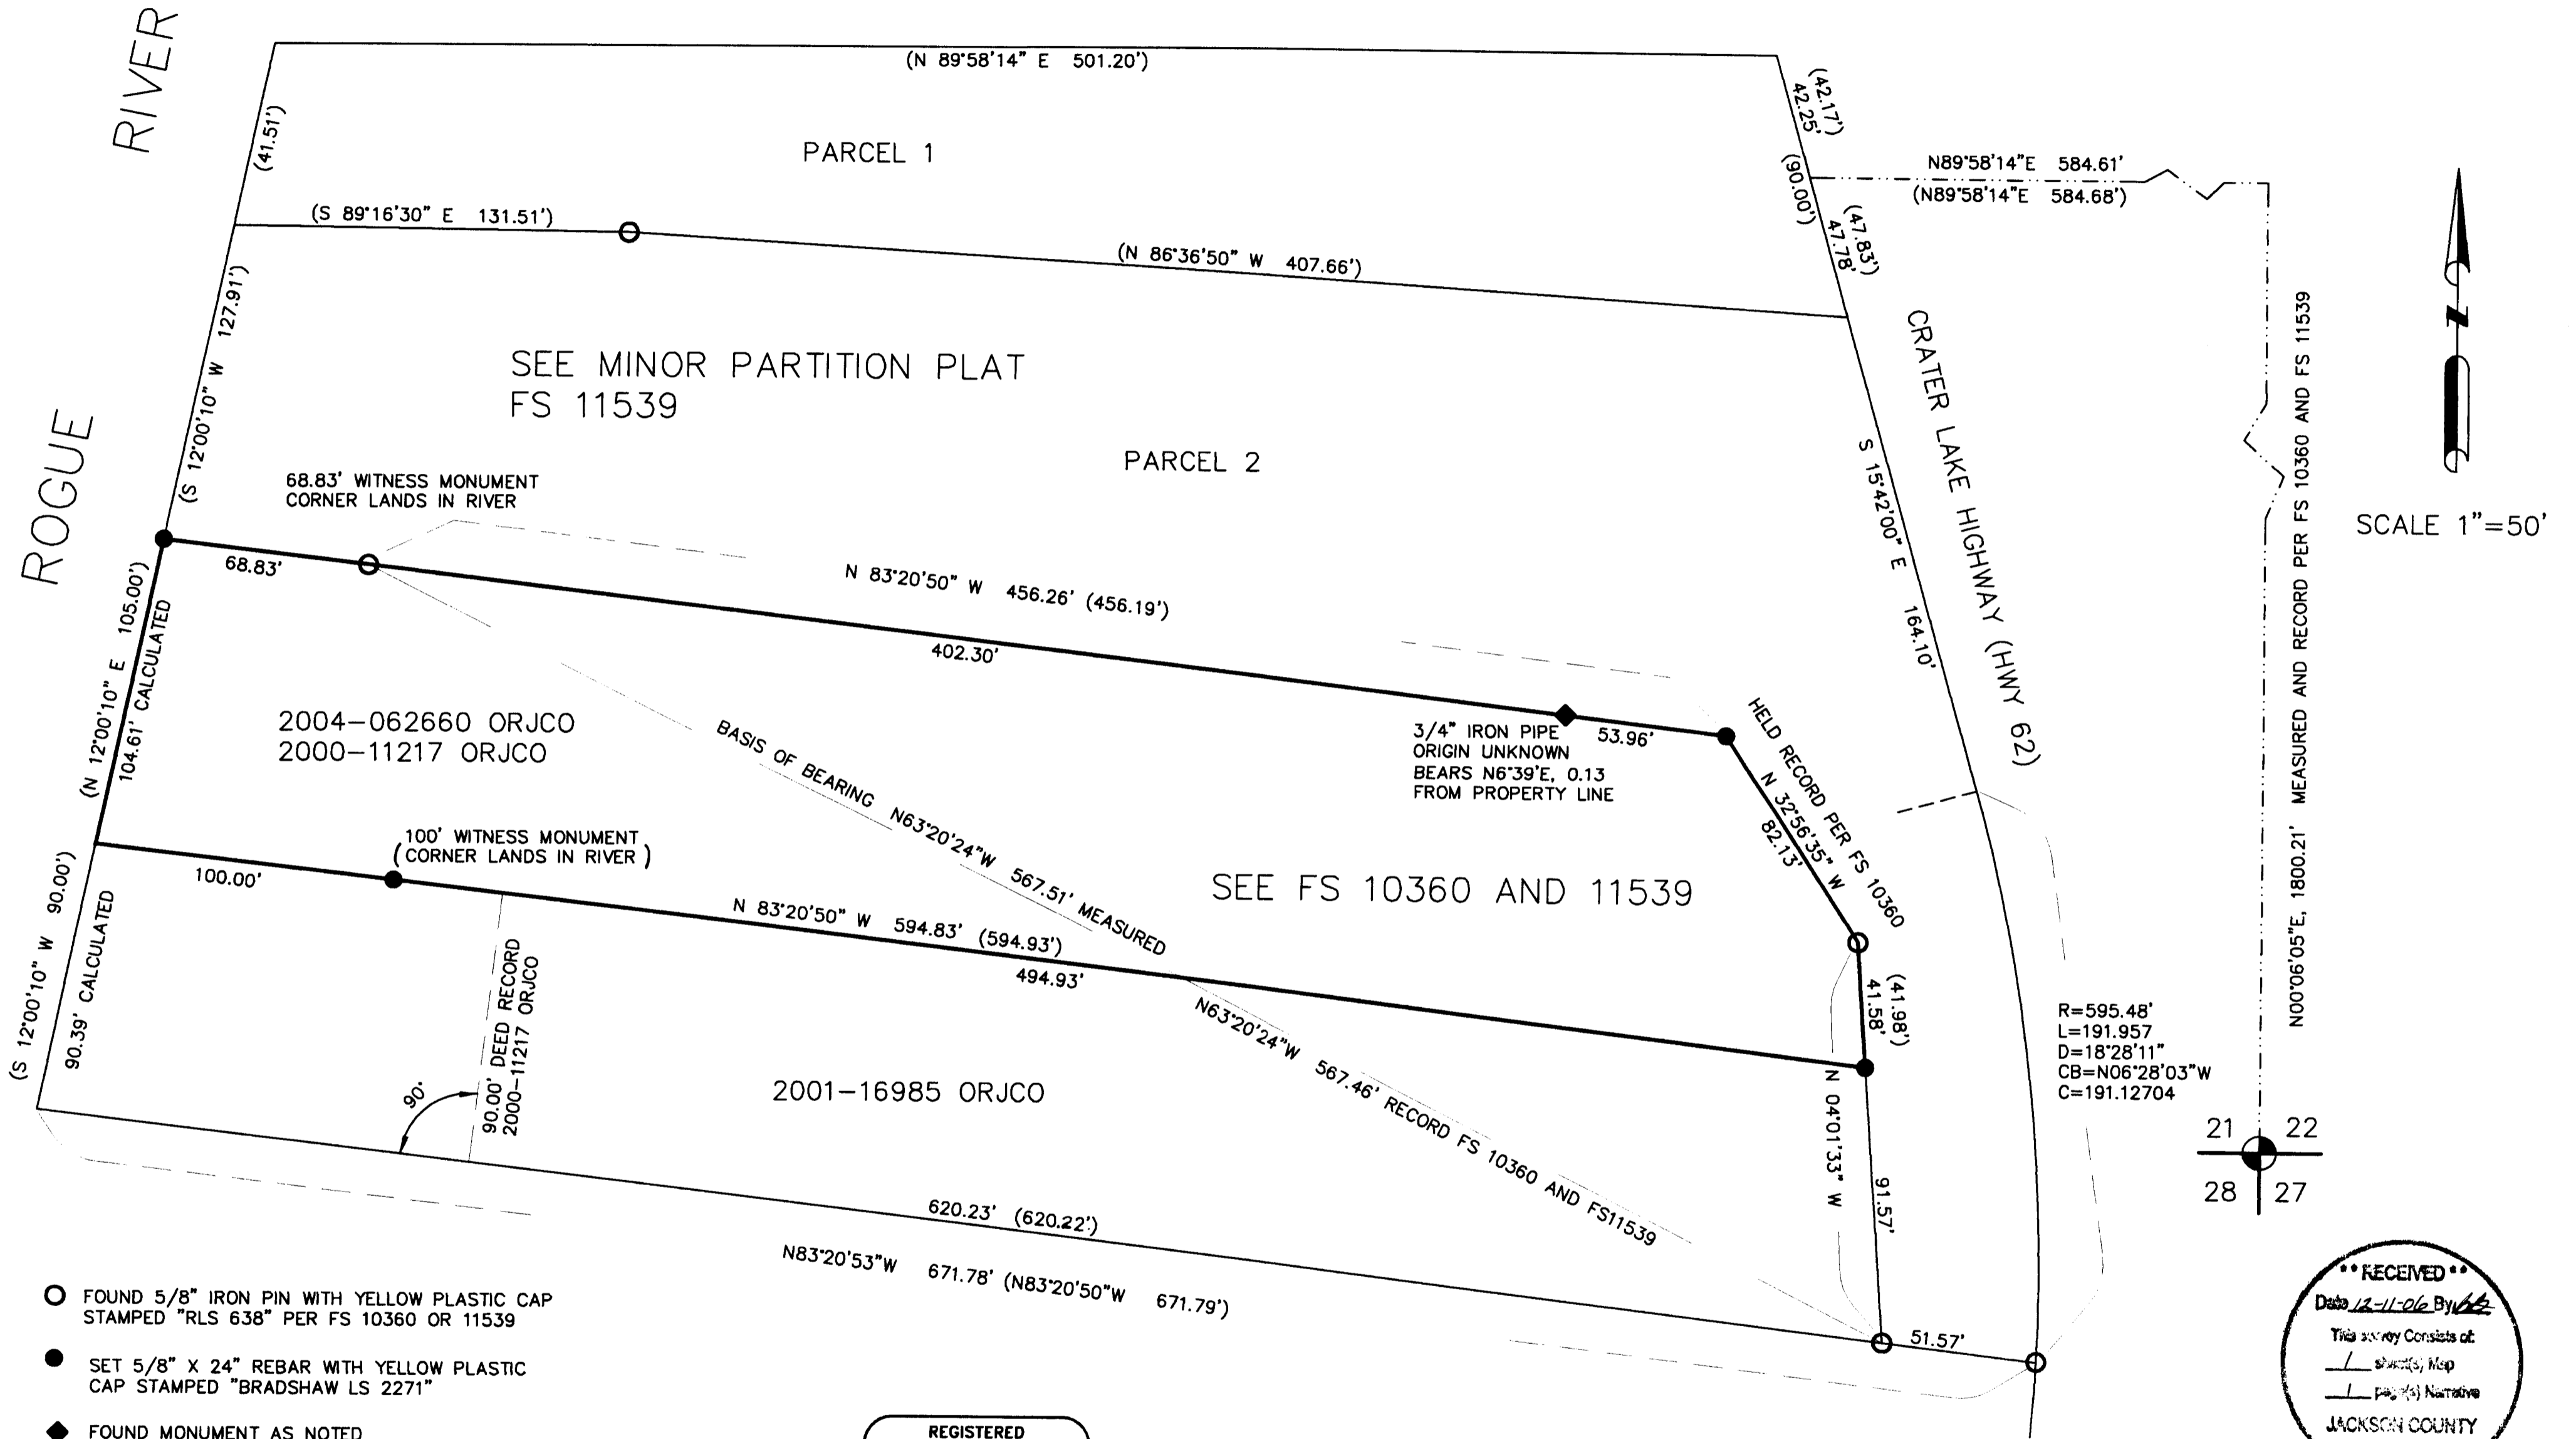 RIVER
(N 89°58'14" E 501.20')
(41.51')
PARCEL 1
(42.17')
42.25'
(90.00')
N89°58'14"E 584.61'
(N89°58'14"E 584.68')
(47.83')
47.78'
(S 89°16'30" E 131.51')
(N 86°36'50" W 407.66')
(S 12°00'10" W 127.91')
SEE MINOR PARTITION PLAT
FS 11539
PARCEL 2
CRATER LAKE HIGHWAY (HWY 62)
S 15°42'00" E 164.10'
N00°06'05"E, 1800.21' MEASURED AND RECORD PER FS 10360 AND FS 11539
N
SCALE 1"=50'
ROGUE
68.83' WITNESS MONUMENT
CORNER LANDS IN RIVER
68.83'
N 83°20'50" W 456.26' (456.19')
402.30'
(N 12°00'10" E 105.00')
104.61' CALCULATED
2004-062660 ORJCO
2000-11217 ORJCO
BASIS OF BEARING N63°20'24"W 567.51' MEASURED
3/4" IRON PIPE
ORIGIN UNKNOWN
BEARS N6°39'E, 0.13
FROM PROPERTY LINE
53.96'
HELD RECORD PER FS 10360
N 32°56'35" W
82.13'
100' WITNESS MONUMENT
(CORNER LANDS IN RIVER)
100.00'
SEE FS 10360 AND 11539
N 83°20'50" W 594.83' (594.93')
494.93'
(41.98')
41.58'
(S 12°00'10" W 90.00')
90.39' CALCULATED
90.00' DEED RECORD
2000-11217 ORJCO
90°
2001-16985 ORJCO
N63°20'24"W 567.46' RECORD FS 10360 AND FS11539
N 04°01'33" W
91.57'
R=595.48'
L=191.957
D=18°28'11"
CB=N06°28'03"W
C=191.12704
21 22
28 27
620.23' (620.22')
N83°20'53"W 671.78' (N83°20'50"W 671.79')
51.57'
FOUND 5/8" IRON PIN WITH YELLOW PLASTIC CAP
STAMPED "RLS 638" PER FS 10360 OR 11539
SET 5/8" X 24" REBAR WITH YELLOW PLASTIC
CAP STAMPED "BRADSHAW LS 2271"
FOUND MONUMENT AS NOTED
REGISTERED
** RECEIVED **
Date 12-11-06 By
This survey Consists of:
1 sheet(s) Map
1 page(s) Narrative
JACKSON COUNTY